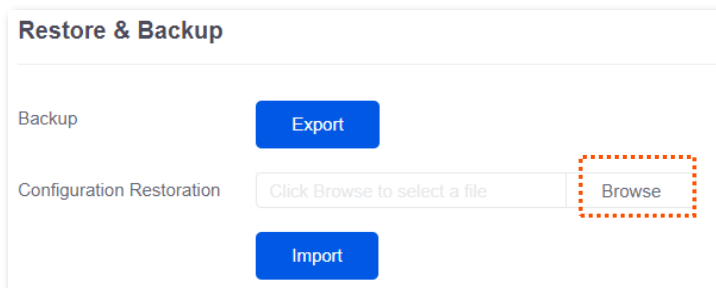 Restore & Backup
Backup
Export
Configuration Restoration
Click Browse to select a file
Browse
Import